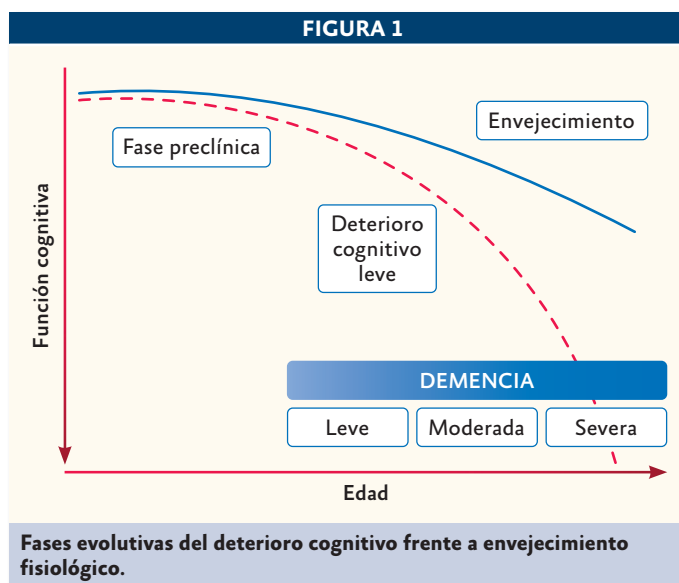 FIGURA 1
Envejecimiento
Fase preclínica
Deterioro
cognitivo
leve
Función cognitiva
DEMENCIA
Leve
Moderada
Severa
Edad
Fases evolutivas del deterioro cognitivo frente a envejecimiento
fisiológico.